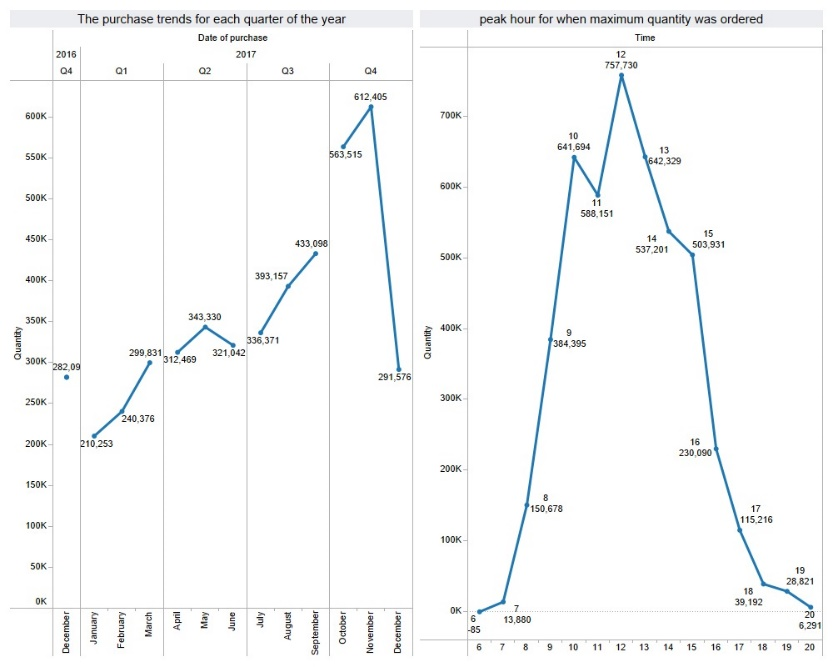 The purchase trends for each quarter of the year
Date of purchase
2016
2017
Q4
Q1
Q2
Q3
Q4
Quantity
600K
550K
500K
450K
400K
350K
300K
250K
200K
150K
100K
50K
0K
282,09
210,253
240,376
299,831
312,469
343,330
321,042
336,371
393,157
433,098
563,515
612,405
291,576
December
January
February
March
April
May
June
July
August
September
October
November
December
peak hour for when maximum quantity was ordered
Time
Quantity
700K
600K
500K
400K
300K
200K
100K
0K
6
-85
7
13,880
8
150,678
9
384,395
10
641,694
11
588,151
12
757,730
13
642,329
14
537,201
15
503,931
16
230,090
17
115,216
18
39,192
19
28,821
20
6,291
6 7 8 9 10 11 12 13 14 15 16 17 18 19 20